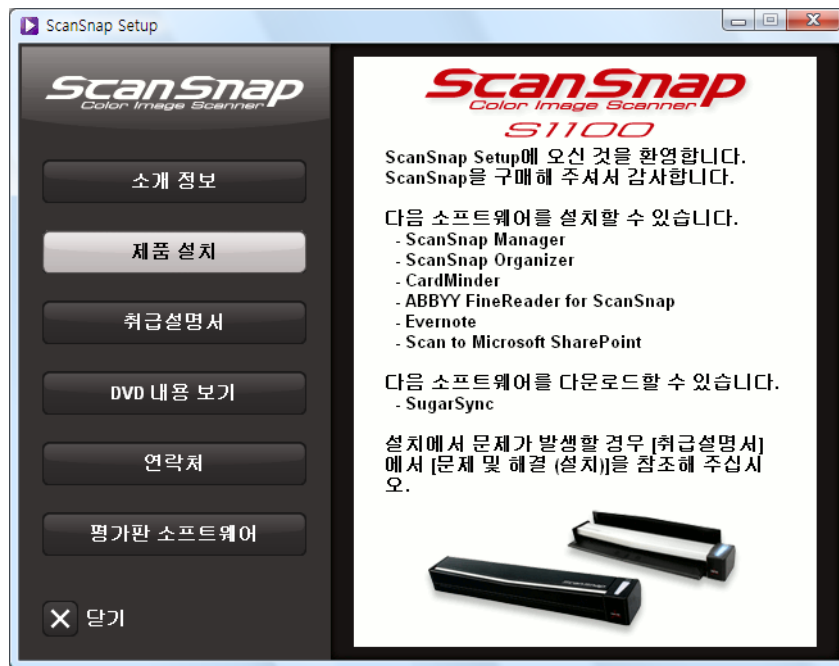 ScanSnap Setup
ScanSnap
Color Image Scanner
소개 정보
제품 설치
취급설명서
DVD 내용 보기
연락처
평가판 소프트웨어
닫기
ScanSnap
Color Image Scanner
S1100
ScanSnap Setup에 오신 것을 환영합니다.
ScanSnap을 구매해 주셔서 감사합니다.
다음 소프트웨어를 설치할 수 있습니다.
- ScanSnap Manager
- ScanSnap Organizer
- CardMinder
- ABBYY FineReader for ScanSnap
- Evernote
- Scan to Microsoft SharePoint
다음 소프트웨어를 다운로드할 수 있습니다.
- SugarSync
설치에서 문제가 발생할 경우 [취급설명서]
에서 [문제 및 해결 (설치)]을 참조해 주십시
오.
ScanSnap